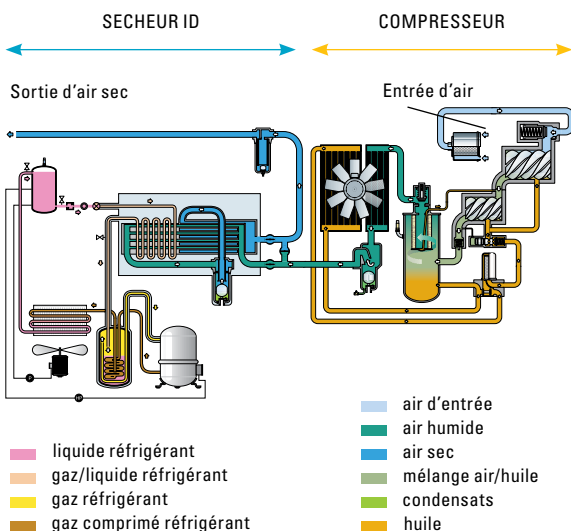 SECHEUR ID
COMPRESSEUR
Sortie d'air sec
Entrée d'air
liquide réfrigérant
gaz/liquide réfrigérant
gaz réfrigérant
gaz comprimé réfrigérant
air d'entrée
air humide
air sec
mélange air/huile
condensats
huile